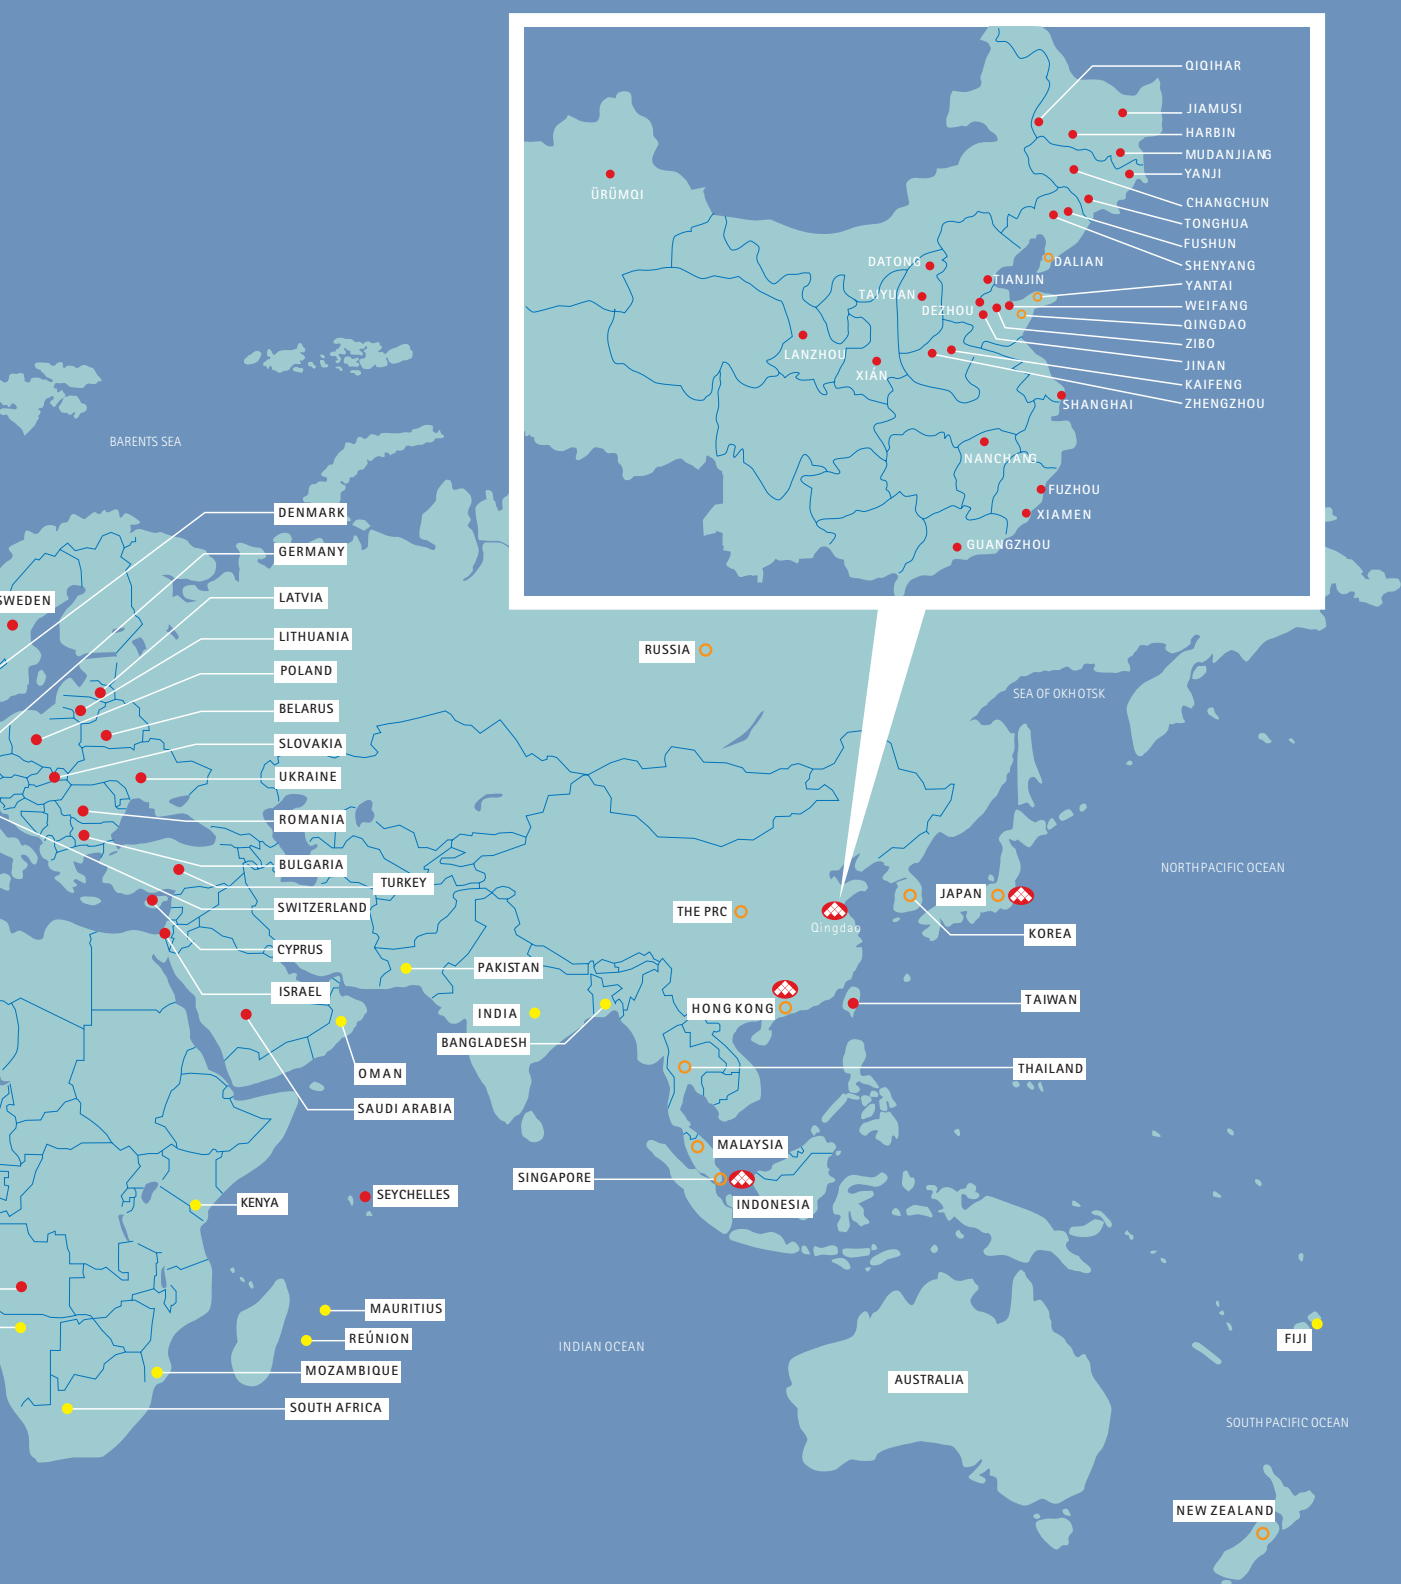 QIQIHAR
JIAMUSI
HARBIN
MUDANJIANG
YANJI
CHANGCHUN
TONGHUA
FUSHUN
SHENYANG
YANTAI
WEIFANG
QINGDAO
ZIBO
JINAN
KAIFENG
ZHENGZHOU
ÜRÜMQI
DATONG
DALIAN
TIANJIN
TAIYUAN
DEZHOU
LANZHOU
XIÁN
SHANGHAI
NANCHANG
FUZHOU
XIAMEN
GUANGZHOU
BARENTS SEA
DENMARK
GERMANY
SWEDEN
LATVIA
LITHUANIA
POLAND
BELARUS
SLOVAKIA
UKRAINE
ROMANIA
BULGARIA
TURKEY
SWITZERLAND
CYPRUS
ISRAEL
RUSSIA
SEA OF OKHOTSK
NORTH PACIFIC OCEAN
THE PRC
Qingdao
JAPAN
KOREA
PAKISTAN
INDIA
BANGLADESH
HONG KONG
TAIWAN
OMAN
SAUDI ARABIA
THAILAND
MALAYSIA
SINGAPORE
INDONESIA
KENYA
SEYCHELLES
MAURITIUS
REÚNION
MOZAMBIQUE
SOUTH AFRICA
INDIAN OCEAN
AUSTRALIA
FIJI
SOUTH PACIFIC OCEAN
NEW ZEALAND